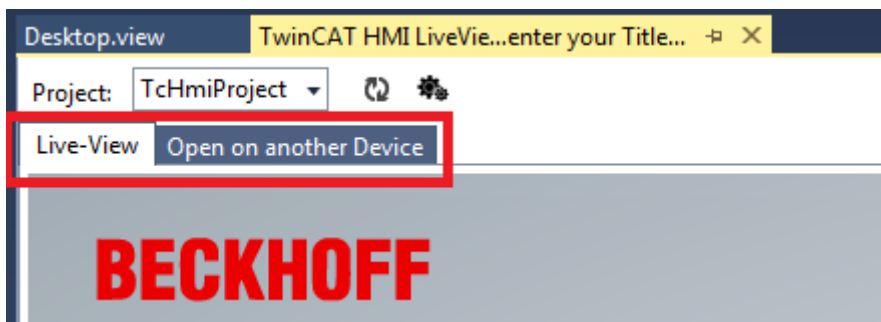 Desktop.view TwinCAT HMI LiveVie...enter your Title...
Project: TcHmiProject
Live-View Open on another Device
BECKHOFF